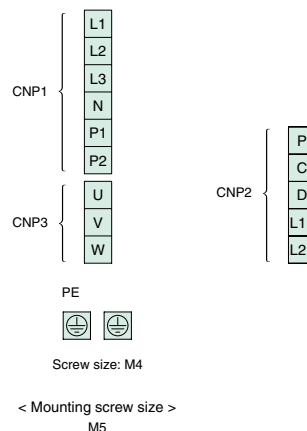 CNP1
L1
L2
L3
N
P1
P2
CNP3
U
V
W
CNP2
P
C
D
L1
L2
PE
Screw size: M4
< Mounting screw size >
M5